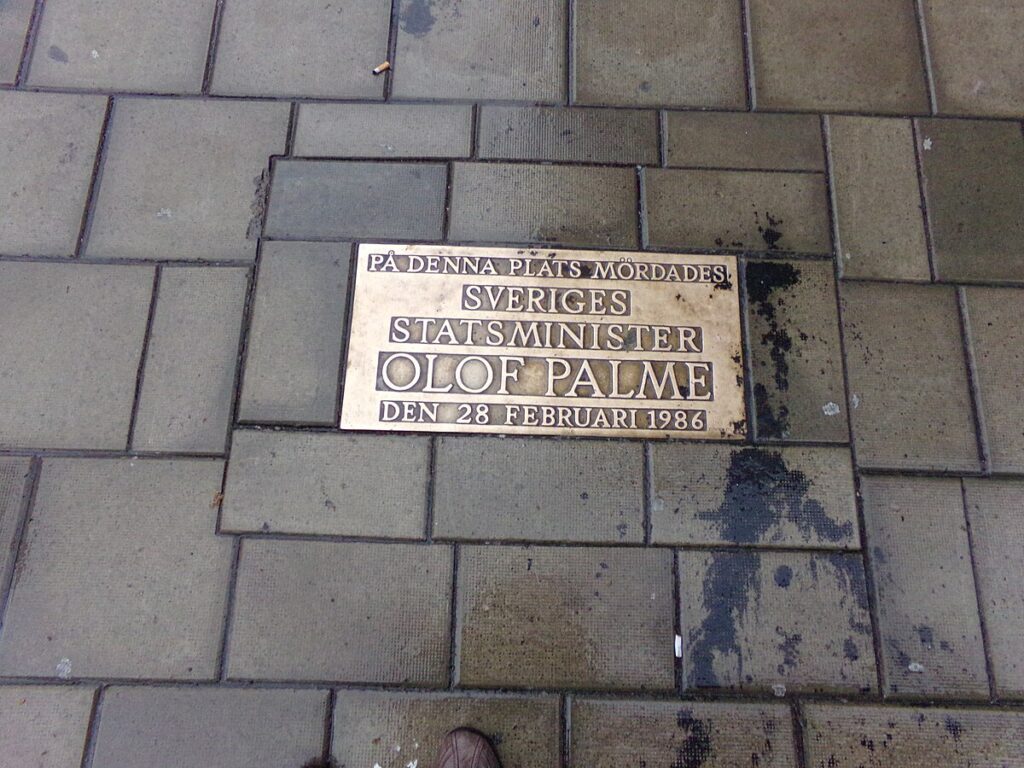 PÅ DENNA PLATS MÖRDADES
SVERIGES
STATSMINISTER
OLOF PALME
DEN 28 FEBRUARI 1986